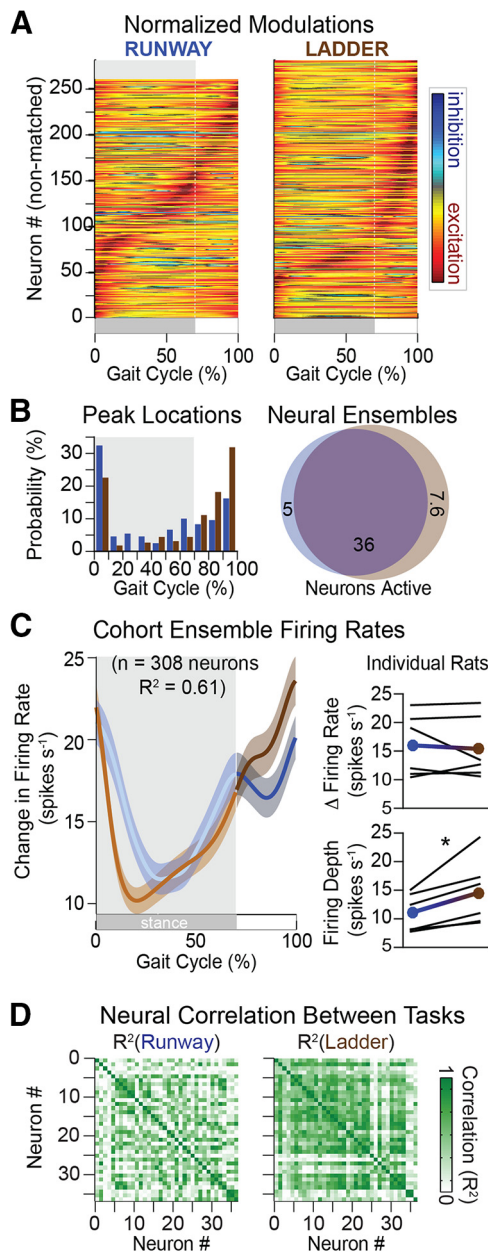 A
Normalized Modulations
RUNWAY
LADDER
Neuron # (non-matched)
250
200
150
100
50
0
0
50
100
Gait Cycle (%)
0
50
100
Gait Cycle (%)
inhibition
excitation
B
Peak Locations
Neural Ensembles
Probability (%)
30
20
10
0
0
20
40
60
80
100
Gait Cycle (%)
5
36
7.6
Neurons Active
C
Cohort Ensemble Firing Rates
(n = 308 neurons
R² = 0.61)
Change in Firing Rate
(spikes s⁻¹)
25
20
15
10
stance
0
50
100
Gait Cycle (%)
Individual Rats
Δ Firing Rate
(spikes s⁻¹)
25
20
15
10
5
Firing Depth
(spikes s⁻¹)
25
20
15
10
5
*
D
Neural Correlation Between Tasks
R²(Runway)
R²(Ladder)
Neuron #
0
10
20
30
0
10
20
30
Neuron #
0
10
20
30
Neuron #
1
0
Correlation (R²)